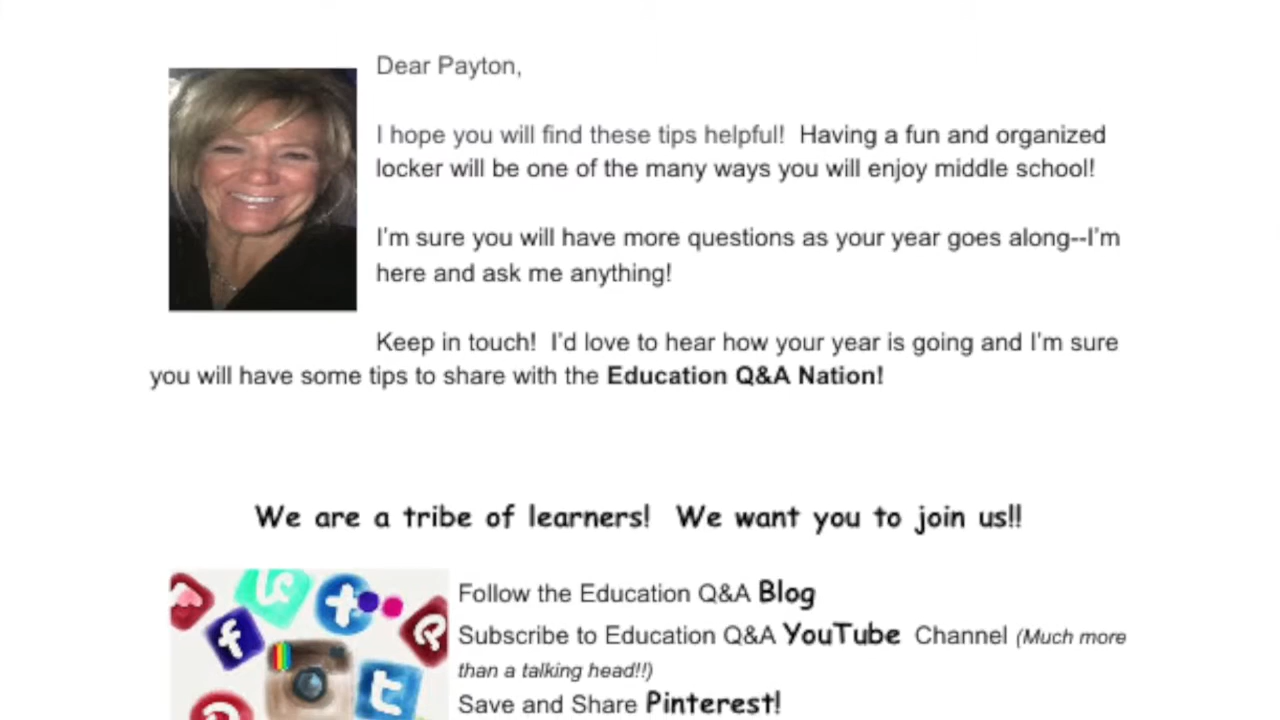 Dear Payton,
I hope you will find these tips helpful!  Having a fun and organized
locker will be one of the many ways you will enjoy middle school!
I'm sure you will have more questions as your year goes along--I'm
here and ask me anything!
Keep in touch!  I'd love to hear how your year is going and I'm sure
you will have some tips to share with the Education Q&A Nation!
We are a tribe of learners!  We want you to join us!!
Follow the Education Q&A Blog
Subscribe to Education Q&A YouTube  Channel (Much more
than a talking head!!)
Save and Share Pinterest!